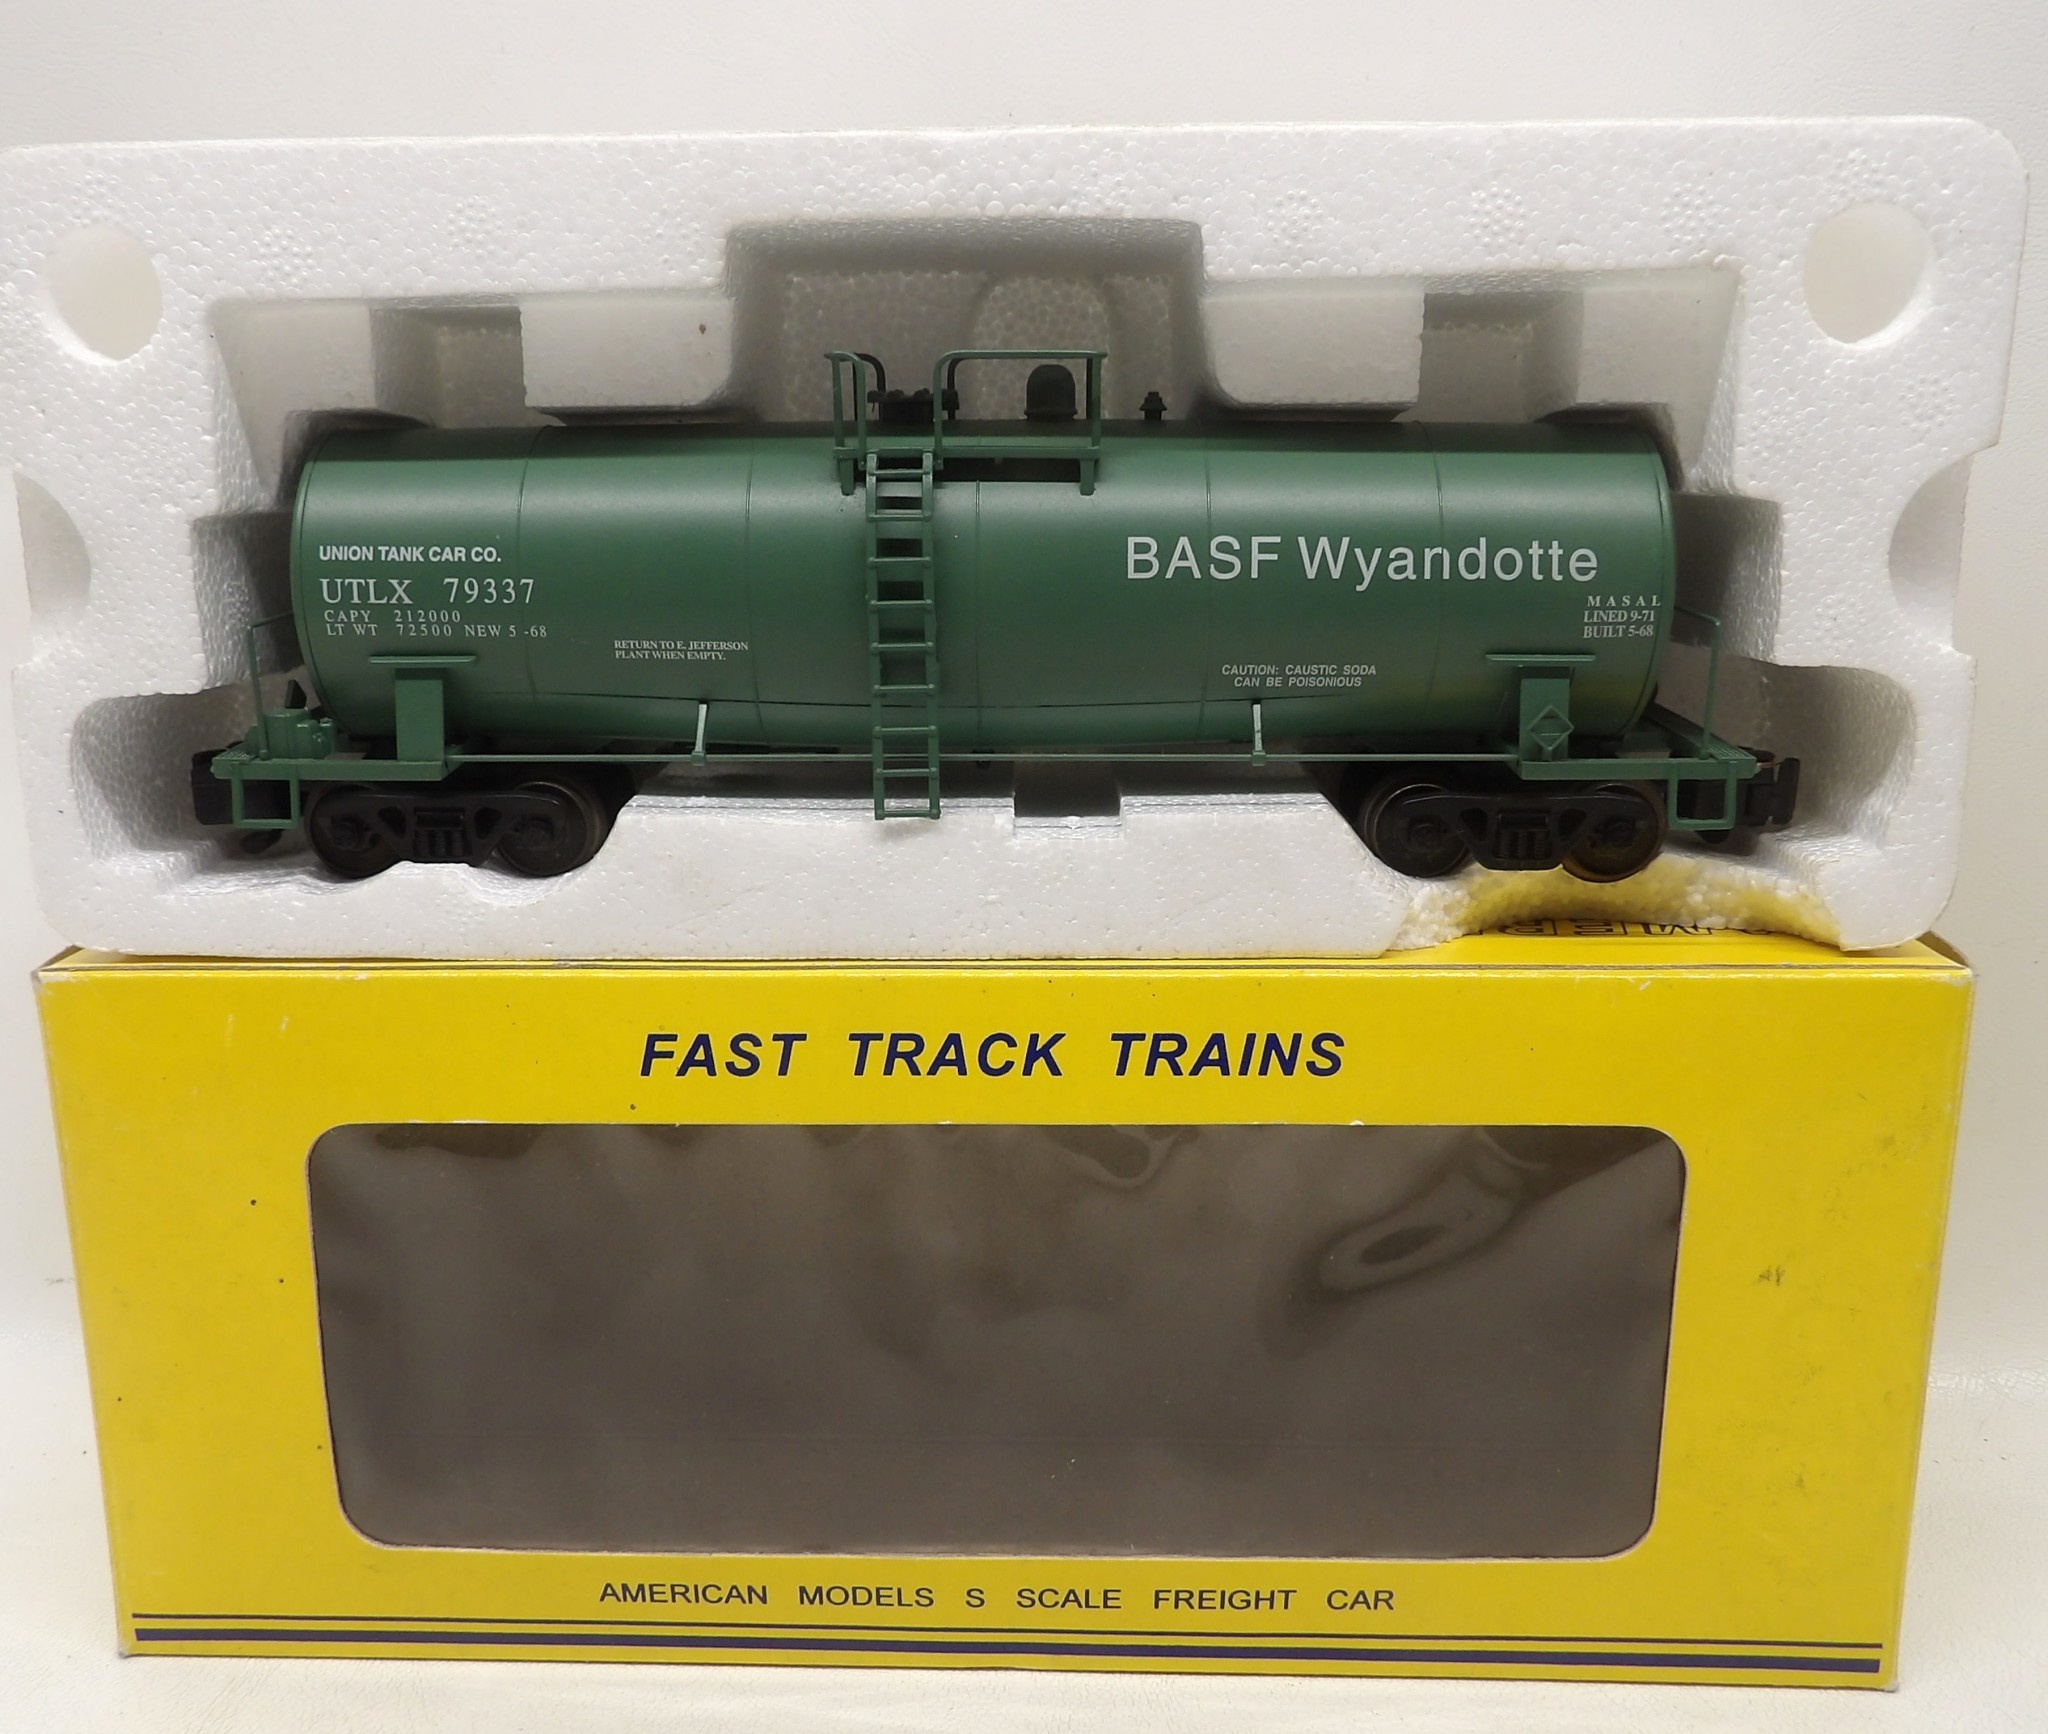 UNION TANK CAR CO.
UTLX 79337
CAPY 212000
LT WT 72500 NEW 5 -68
RETURN TO E. JEFFERSON
PLANT WHEN EMPTY.
BASF Wyandotte
MASAL
LINED 9-71
BUILT 5-68
CAUTION: CAUSTIC SODA
CAN BE POISONIOUS
FAST TRACK TRAINS
AMERICAN MODELS S SCALE FREIGHT CAR